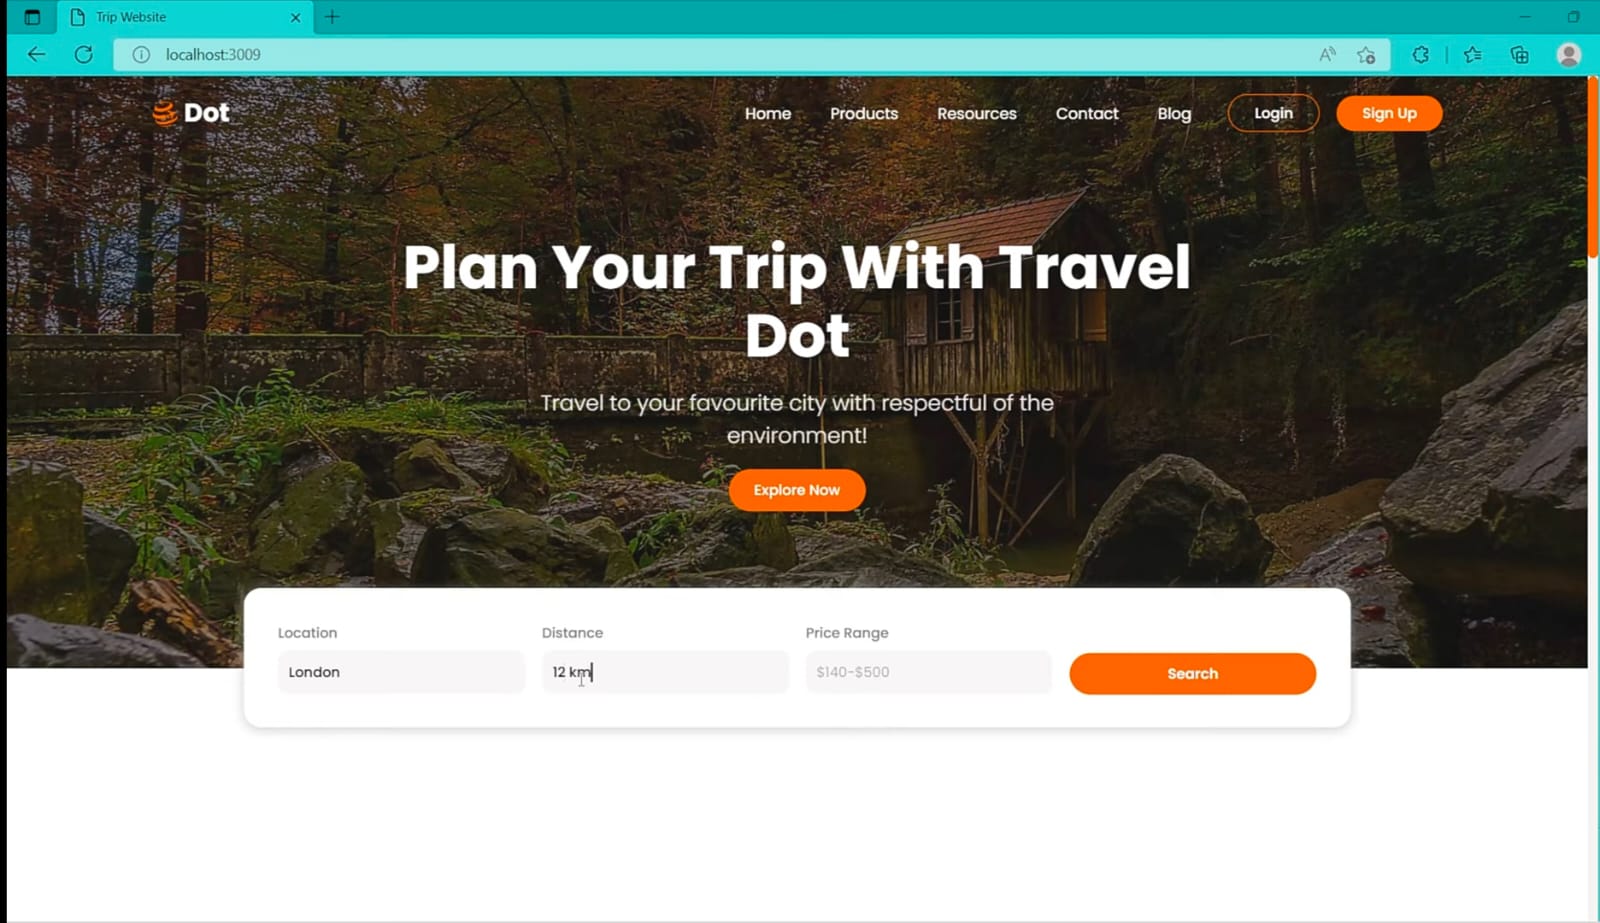 Trip Website
localhost:3009
Dot
Home Products Resources Contact Blog Login Sign Up
Plan Your Trip With Travel
Dot
Travel to your favourite city with respectful of the
environment!
Explore Now
Location Distance Price Range
London 12 km $140-$500 Search